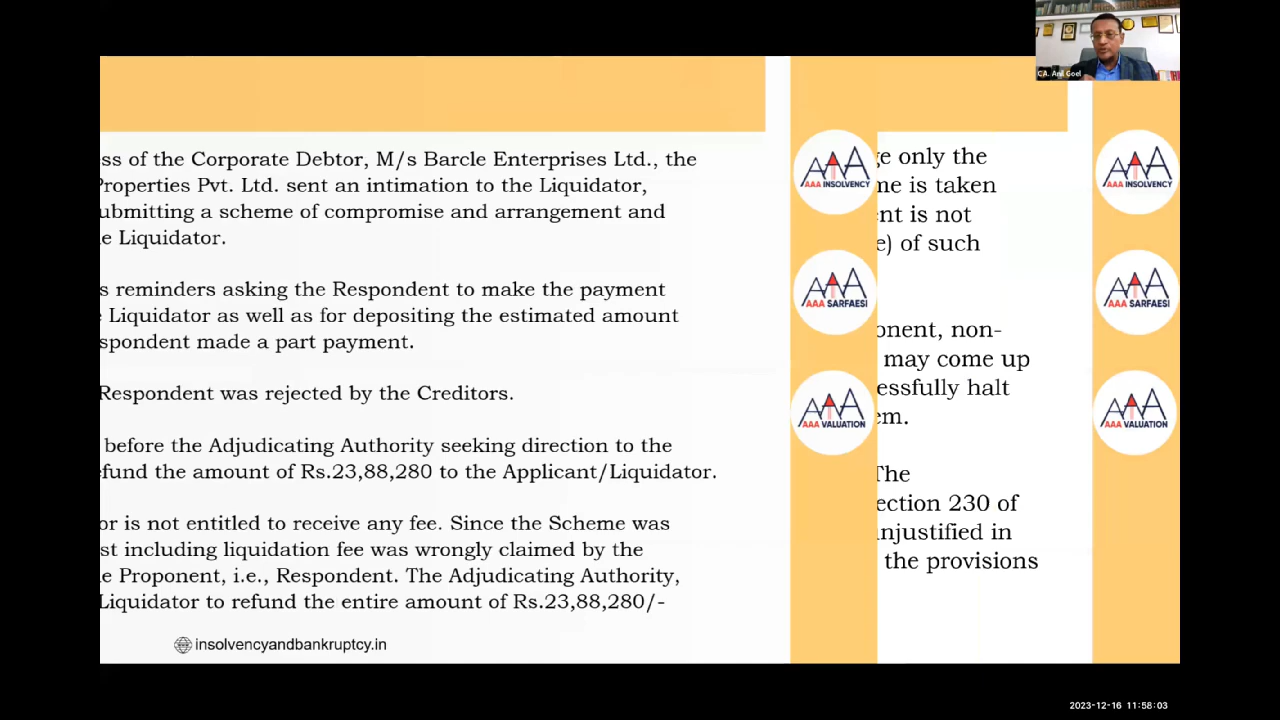 CA. Anil Goel
ess of the Corporate Debtor, M/s Barcle Enterprises Ltd., the
Properties Pvt. Ltd. sent an intimation to the Liquidator,
ubmitting a scheme of compromise and arrangement and
e Liquidator.
s reminders asking the Respondent to make the payment
e Liquidator as well as for depositing the estimated amount
spondent made a part payment.
Respondent was rejected by the Creditors.
before the Adjudicating Authority seeking direction to the
efund the amount of Rs.23,88,280 to the Applicant/Liquidator.
or is not entitled to receive any fee. Since the Scheme was
st including liquidation fee was wrongly claimed by the
e Proponent, i.e., Respondent. The Adjudicating Authority,
Liquidator to refund the entire amount of Rs.23,88,280/-
insolvencyandbankruptcy.in
AAA INSOLVENCY
AAA SARFAESI
AAA VALUATION
ge only the
me is taken
ent is not
e) of such
onent, non-
may come up
essfully halt
em.
The
ection 230 of
unjustified in
the provisions
AAA INSOLVENCY
AAA SARFAESI
AAA VALUATION
2023-12-16 11:58:03